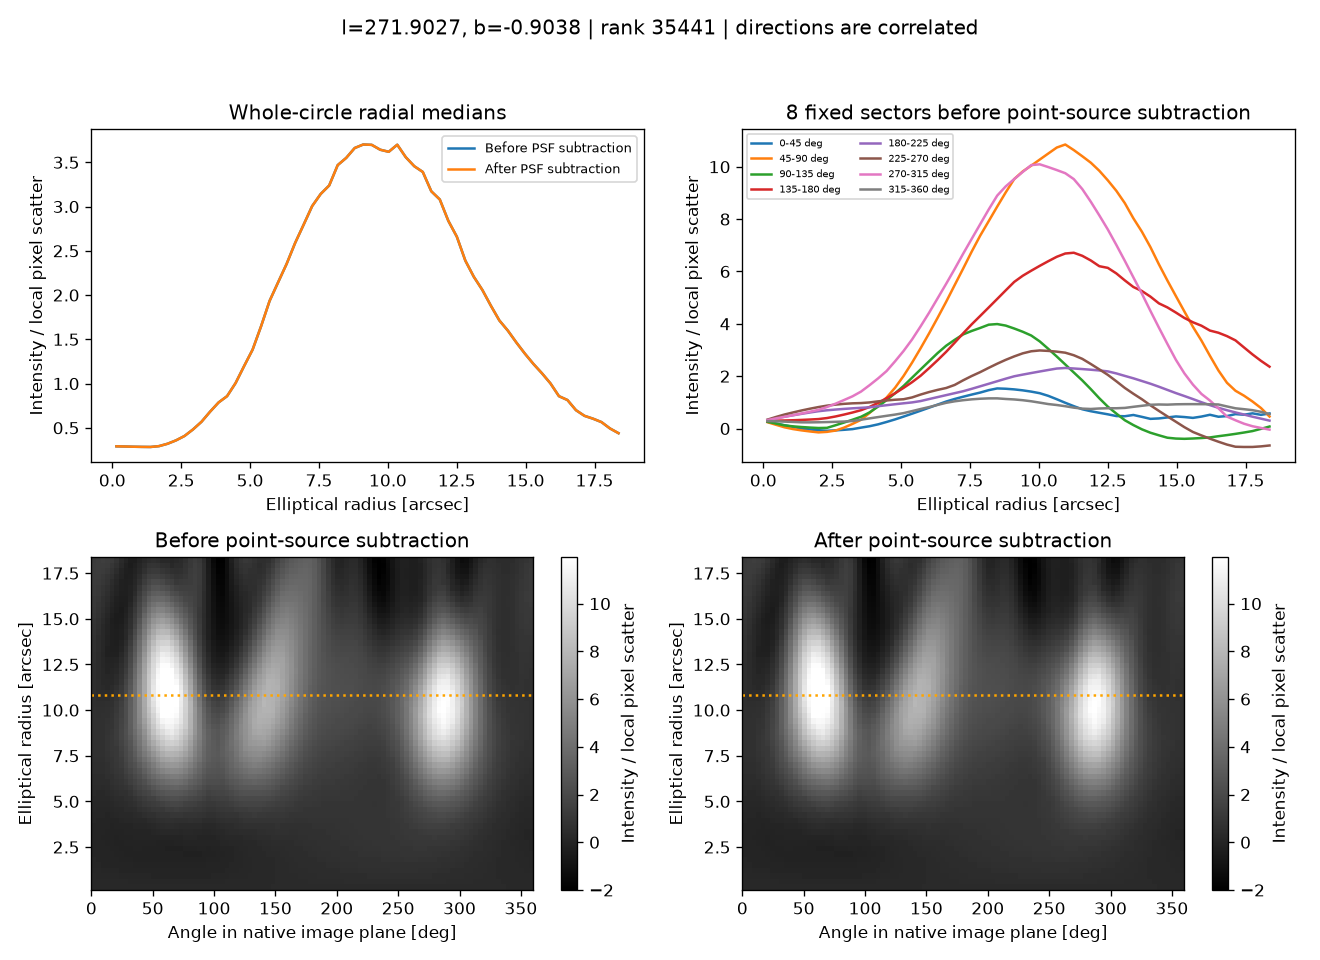 l=271.9027, b=-0.9038 | rank 35441 | directions are correlated
Whole-circle radial medians
Before PSF subtraction
After PSF subtraction
Intensity / local pixel scatter
3.5
3.0
2.5
2.0
1.5
1.0
0.5
0.0 2.5 5.0 7.5 10.0 12.5 15.0 17.5
Elliptical radius [arcsec]
8 fixed sectors before point-source subtraction
0-45 deg
45-90 deg
90-135 deg
135-180 deg
180-225 deg
225-270 deg
270-315 deg
315-360 deg
Intensity / local pixel scatter
10
8
6
4
2
0
0.0 2.5 5.0 7.5 10.0 12.5 15.0 17.5
Elliptical radius [arcsec]
Before point-source subtraction
Elliptical radius [arcsec]
17.5
15.0
12.5
10.0
7.5
5.0
2.5
0 50 100 150 200 250 300 350
Angle in native image plane [deg]
10
8
6
4
2
0
−2
Intensity / local pixel scatter
After point-source subtraction
Elliptical radius [arcsec]
17.5
15.0
12.5
10.0
7.5
5.0
2.5
0 50 100 150 200 250 300 350
Angle in native image plane [deg]
10
8
6
4
2
0
−2
Intensity / local pixel scatter